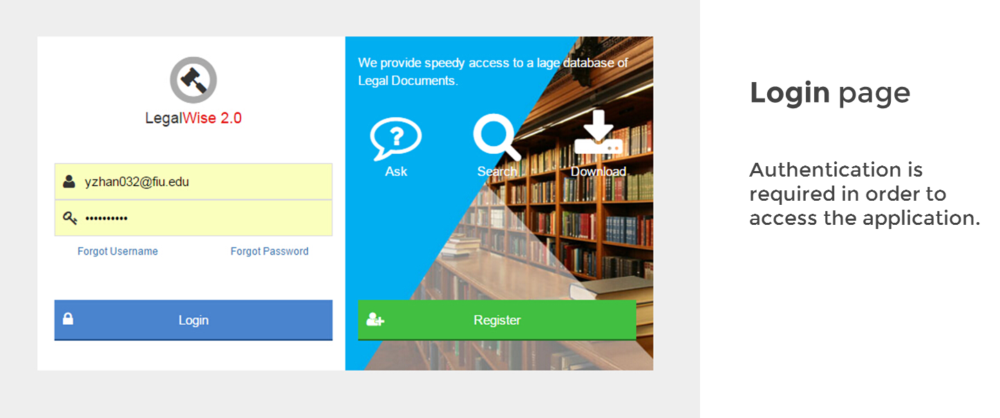 LegalWise 2.0
yzhan032@fiu.edu
••••••••••
Forgot Username
Forgot Password
Login
We provide speedy access to a lage database of
Legal Documents.
Ask
Search
Download
Register
Login page
Authentication is
required in order to
access the application.